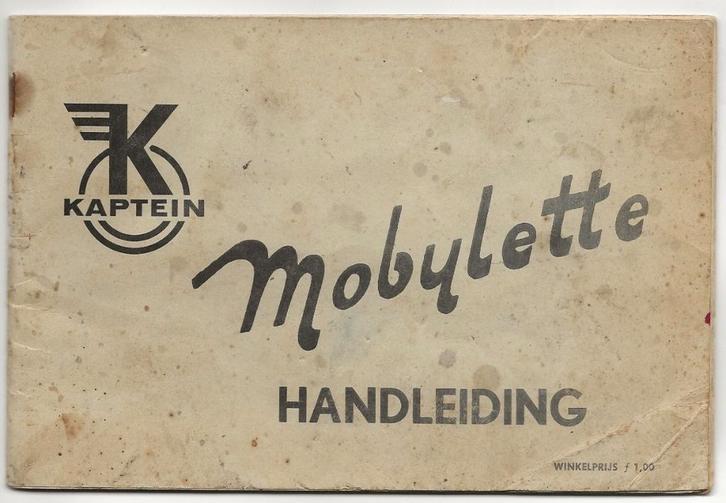 K
KAPTEIN
Mobylette
HANDLEIDING
WINKELPRIJS ƒ 1,00